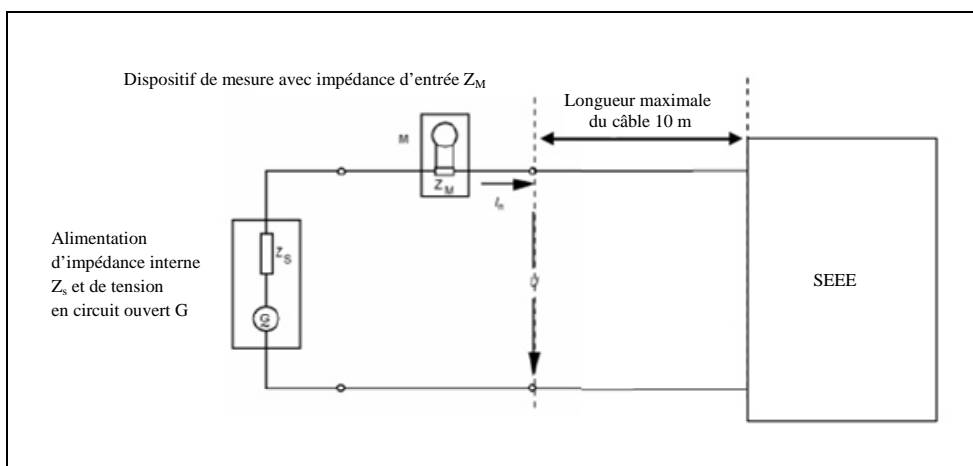 Dispositif de mesure avec impédance d'entrée Z_M
Longueur maximale
du câble 10 m
M
Z_M
I_n
Alimentation
d'impédance interne
Z_s et de tension
en circuit ouvert G
Z_S
G
SEEE